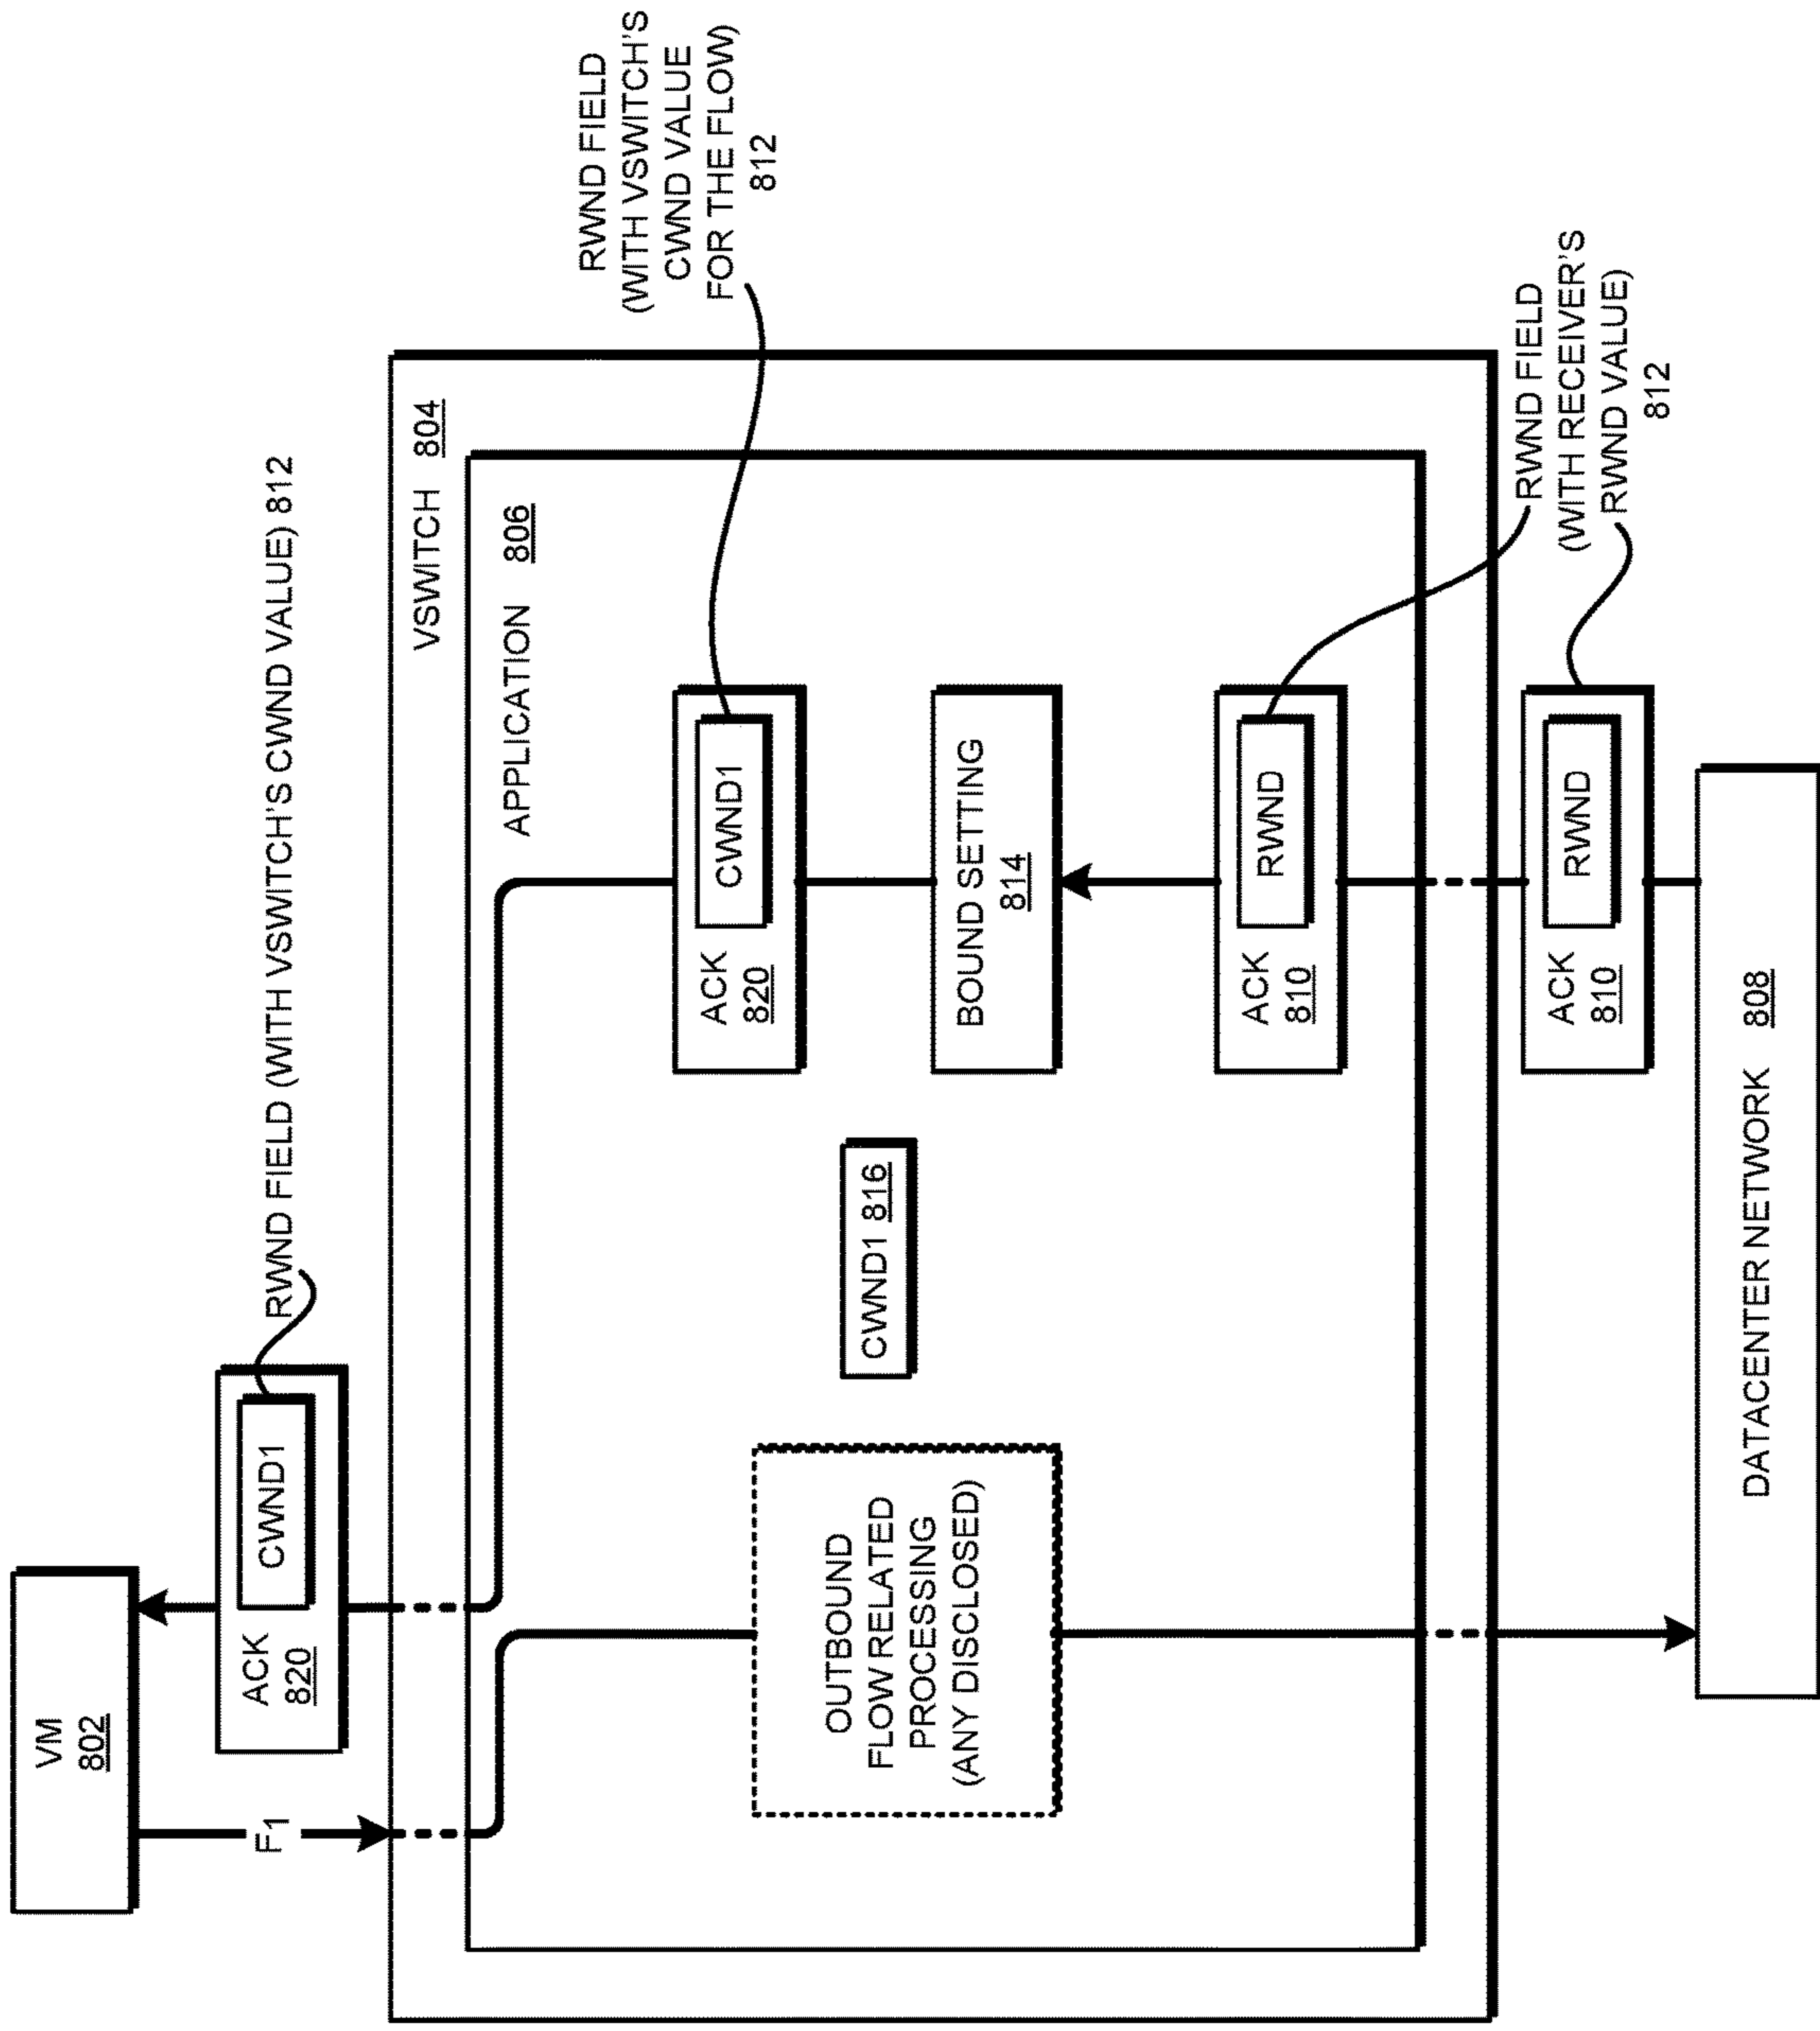 VM
802
F1
ACK
820
CWND1
RWND FIELD (WITH VSWITCH'S CWND VALUE) 812
VSWITCH 804
APPLICATION 806
OUTBOUND
FLOW RELATED
PROCESSING
(ANY DISCLOSED)
CWND1 816
ACK
820
CWND1
RWND FIELD
(WITH VSWITCH'S
CWND VALUE
FOR THE FLOW)
812
BOUND SETTING
814
ACK
810
RWND
RWND FIELD
(WITH RECEIVER'S
RWND VALUE)
812
ACK
810
RWND
DATACENTER NETWORK 808